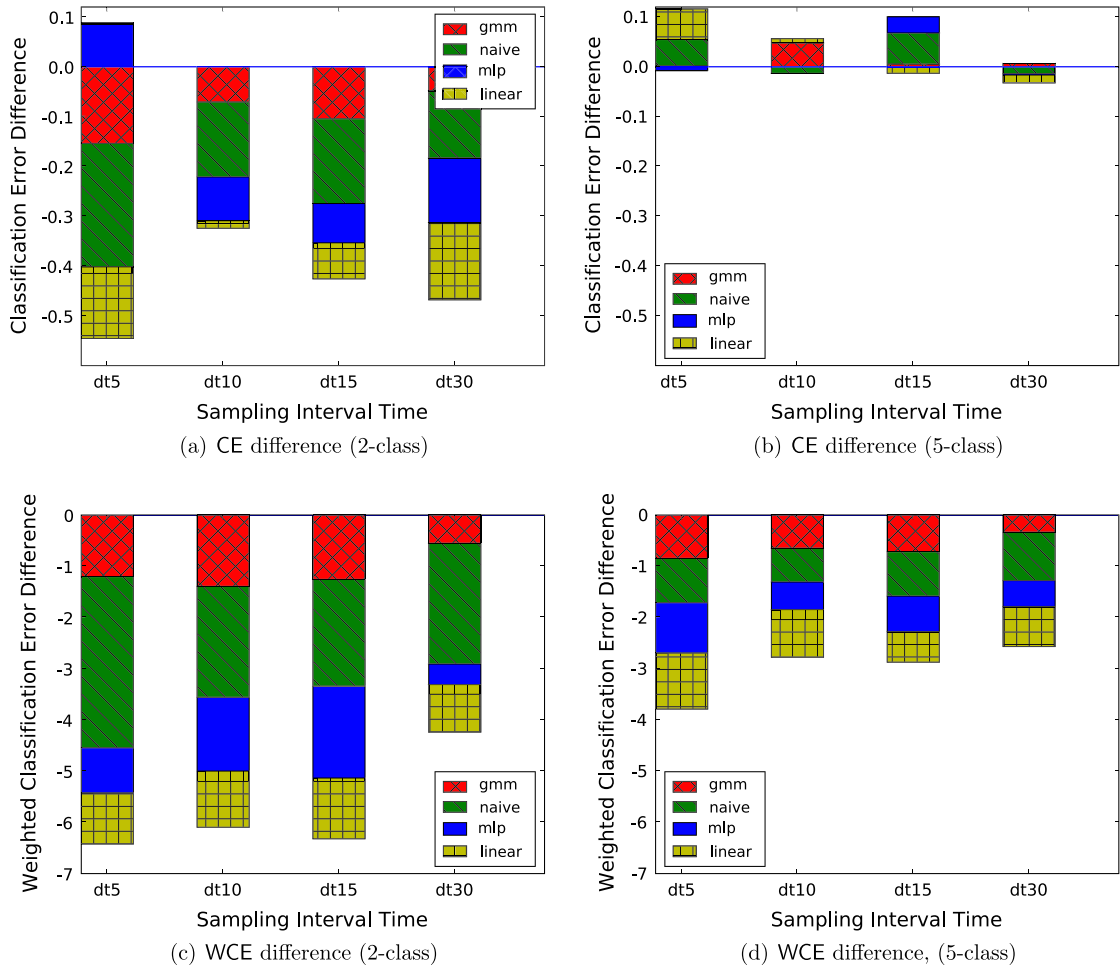 Classification Error Difference
0.1
0.0
-0.1
-0.2
-0.3
-0.4
-0.5
gmm
naive
mlp
linear
dt5 dt10 dt15 dt30
Sampling Interval Time
(a) CE difference (2-class)
Classification Error Difference
0.1
0.0
-0.1
-0.2
-0.3
-0.4
-0.5
gmm
naive
mlp
linear
dt5 dt10 dt15 dt30
Sampling Interval Time
(b) CE difference (5-class)
Weighted Classification Error Difference
0
-1
-2
-3
-4
-5
-6
-7
gmm
naive
mlp
linear
dt5 dt10 dt15 dt30
Sampling Interval Time
(c) WCE difference (2-class)
Weighted Classification Error Difference
0
-1
-2
-3
-4
-5
-6
-7
gmm
naive
mlp
linear
dt5 dt10 dt15 dt30
Sampling Interval Time
(d) WCE difference, (5-class)